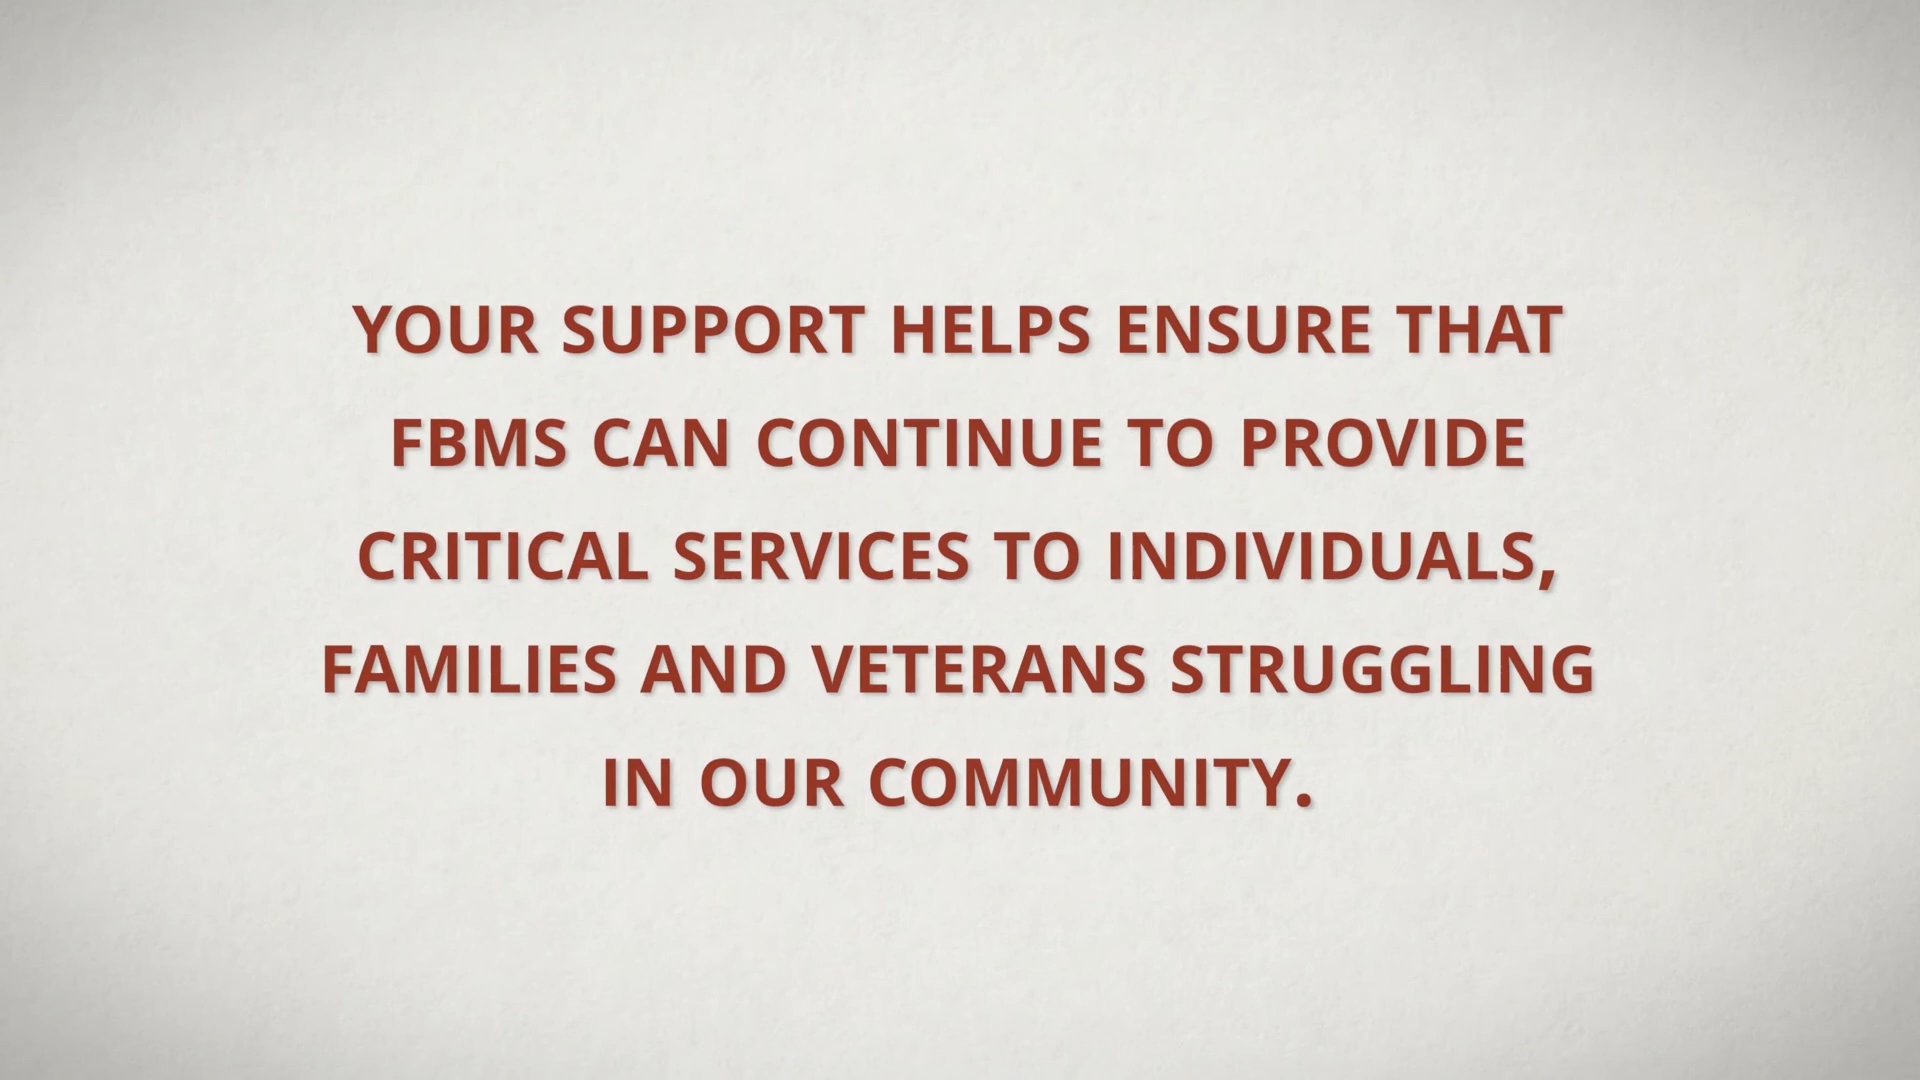 YOUR SUPPORT HELPS ENSURE THAT
FBMS CAN CONTINUE TO PROVIDE
CRITICAL SERVICES TO INDIVIDUALS,
FAMILIES AND VETERANS STRUGGLING
IN OUR COMMUNITY.